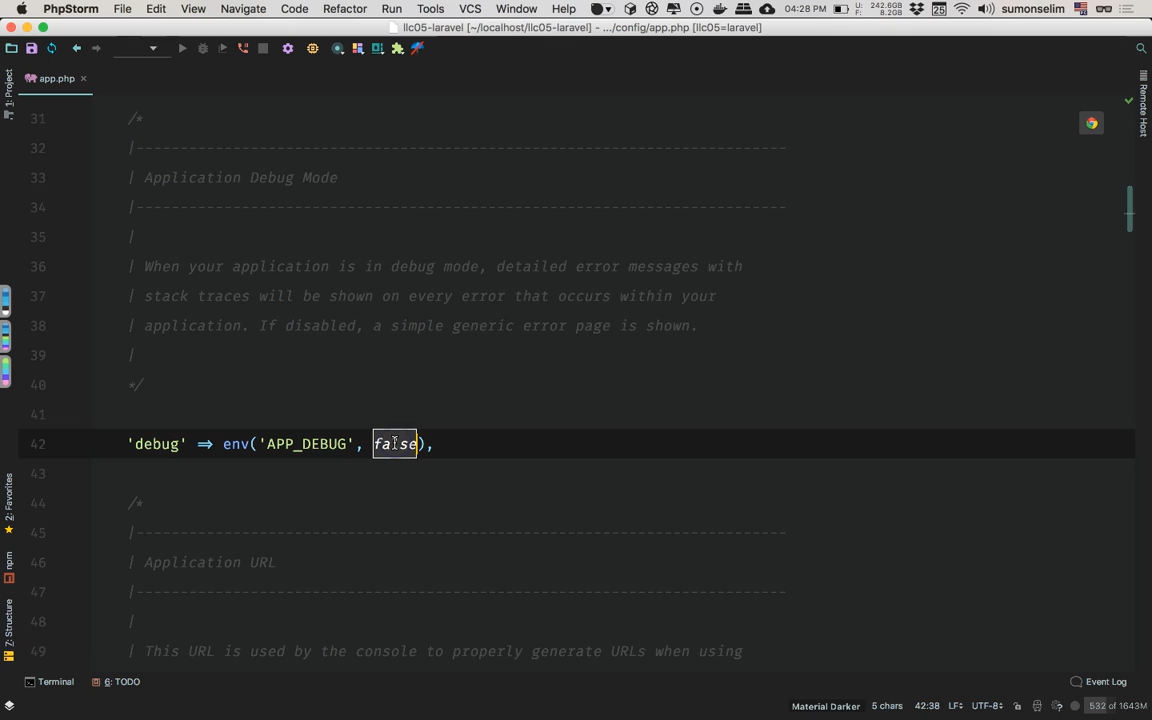 PhpStorm File Edit View Navigate Code Refactor Run Tools VCS Window Help 04:28 PM U: 242.6GB F: 8.2GB 25 sumonselim
llc05-laravel [~/localhost/llc05-laravel] - .../config/app.php [llc05=laravel]
1: Project
app.php
Remote Host
31 /*
32 |--------------------------------------------------------------------------
33 | Application Debug Mode
34 |--------------------------------------------------------------------------
35 |
36 | When your application is in debug mode, detailed error messages with
37 | stack traces will be shown on every error that occurs within your
38 | application. If disabled, a simple generic error page is shown.
39 |
40 */
41
42 'debug' => env('APP_DEBUG', false),
43
44 /*
45 |--------------------------------------------------------------------------
46 | Application URL
47 |--------------------------------------------------------------------------
48 |
49 | This URL is used by the console to properly generate URLs when using
2: Favorites
npm
7: Structure
Terminal 6: TODO Event Log
Material Darker 5 chars 42:38 LF UTF-8 532 of 1643M